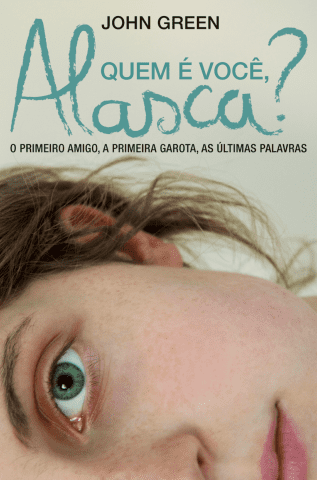 JOHN GREEN
QUEM É VOCÊ,
Alasca?
O PRIMEIRO AMIGO, A PRIMEIRA GAROTA, AS ÚLTIMAS PALAVRAS